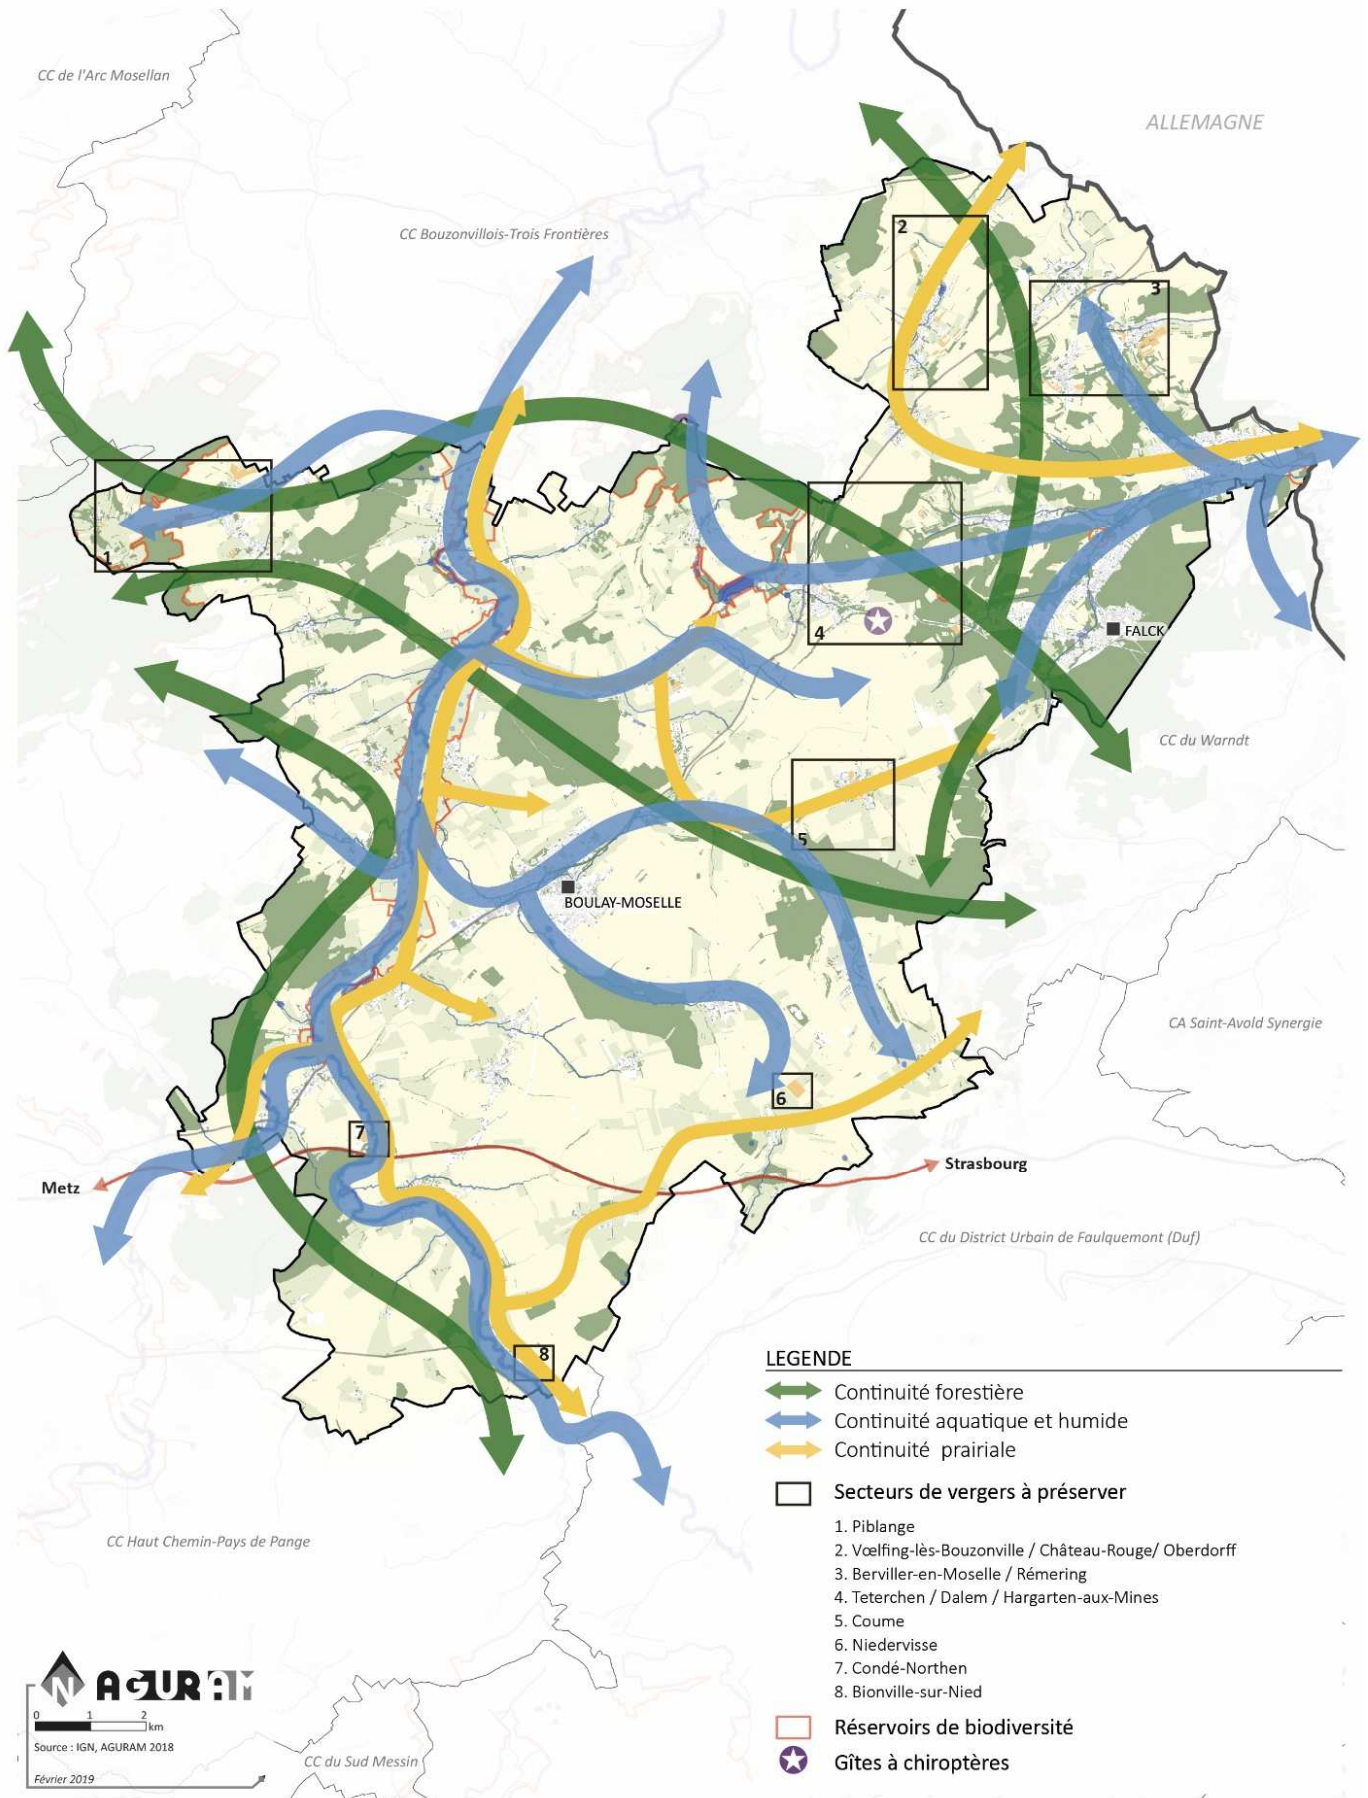 CC de l'Arc Mosellan
ALLEMAGNE
CC Bouzonvillois-Trois Frontières
2
3
1
4
FALCK
CC du Warndt
5
BOULAY-MOSELLE
CA Saint-Avold Synergie
6
7
Metz
Strasbourg
CC du District Urbain de Faulquemont (Duf)
8
LEGENDE
Continuité forestière
Continuité aquatique et humide
Continuité prairiale
Secteurs de vergers à préserver
1. Piblange
2. Vœlfing-lès-Bouzonville / Château-Rouge/ Oberdorff
3. Berviller-en-Moselle / Rémering
4. Teterchen / Dalem / Hargarten-aux-Mines
5. Coume
6. Niedervisse
7. Condé-Northen
8. Bionville-sur-Nied
Réservoirs de biodiversité
Gîtes à chiroptères
CC Haut Chemin-Pays de Pange
CC du Sud Messin
N AGURAM
0 1 2 km
Source : IGN, AGURAM 2018
Février 2019